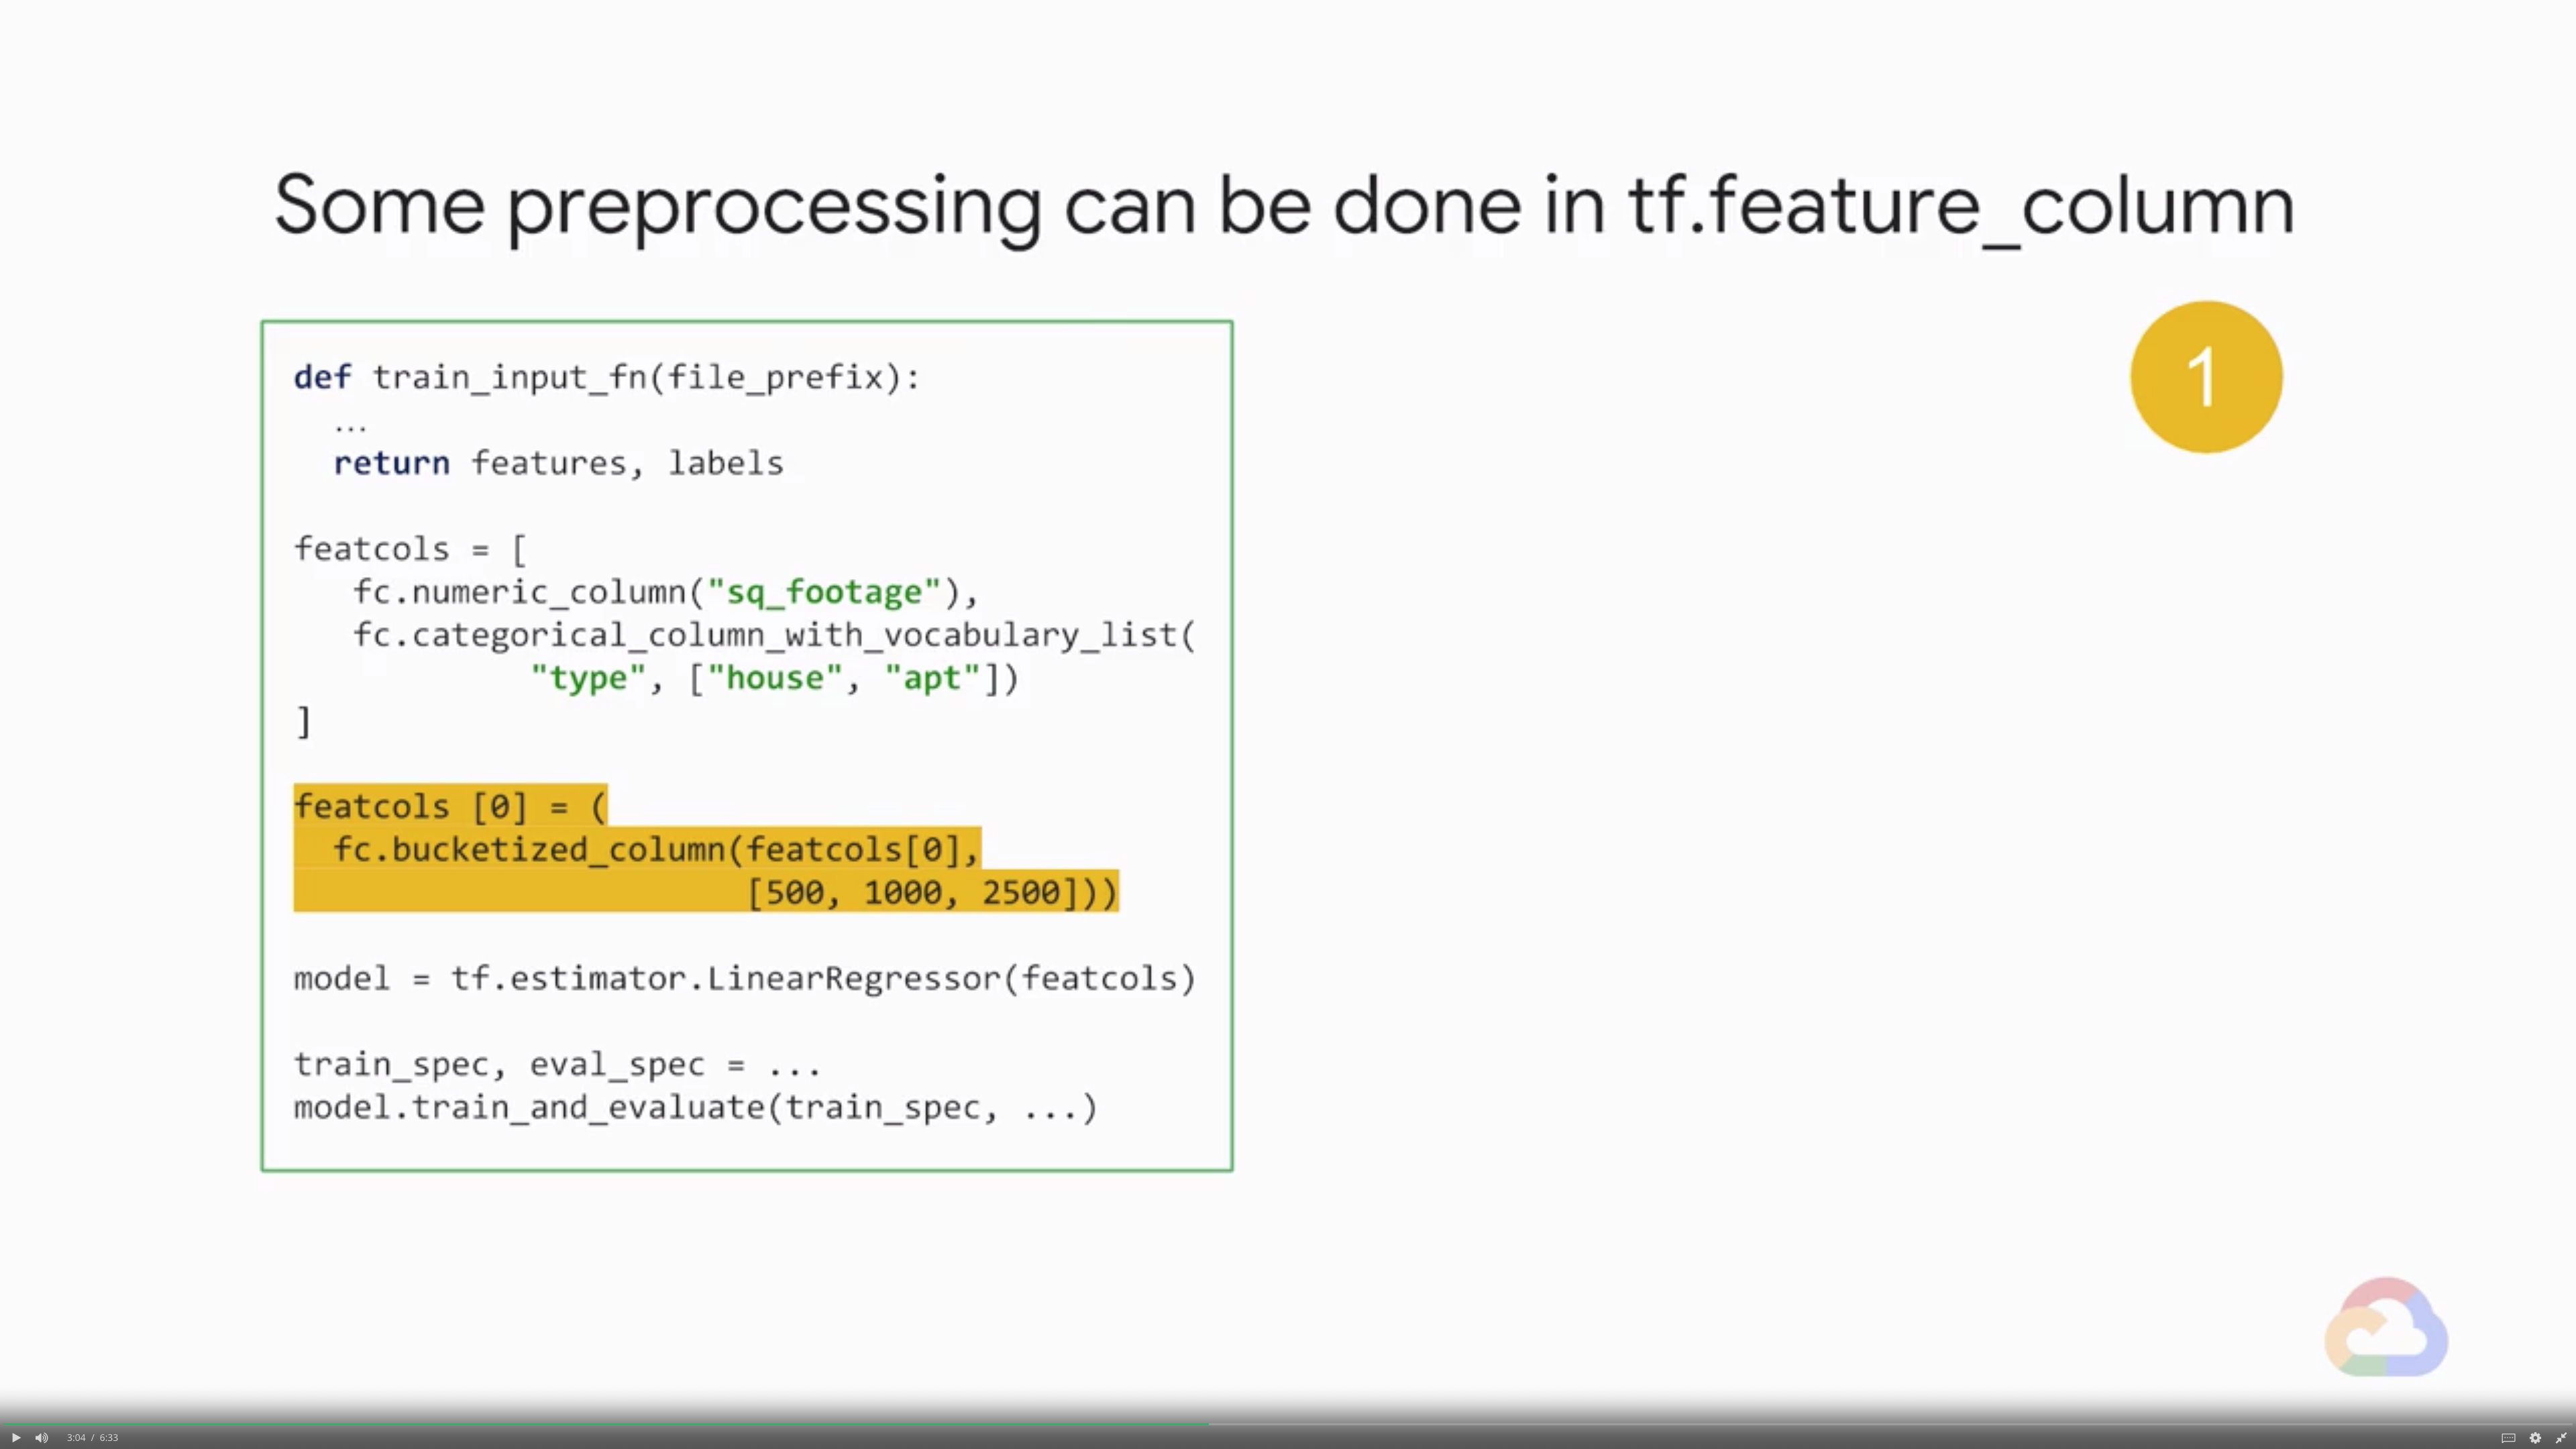 Some preprocessing can be done in tf.feature_column
1
def train_input_fn(file_prefix):
...
return features, labels
featcols = [
fc.numeric_column("sq_footage"),
fc.categorical_column_with_vocabulary_list(
"type", ["house", "apt"])
]
featcols [0] = (
fc.bucketized_column(featcols[0],
[500, 1000, 2500]))
model = tf.estimator.LinearRegressor(featcols)
train_spec, eval_spec = ...
model.train_and_evaluate(train_spec, ...)
3:04 / 6:33